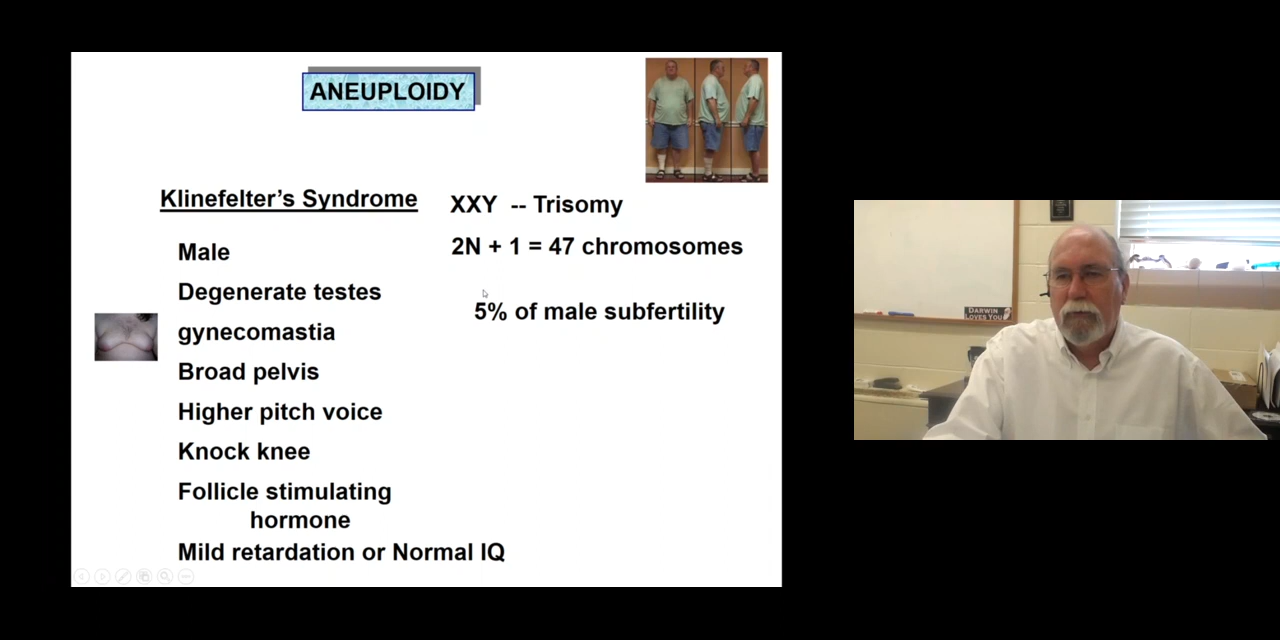 ANEUPLOIDY
Klinefelter's Syndrome
XXY -- Trisomy
Male
2N + 1 = 47 chromosomes
Degenerate testes
5% of male subfertility
gynecomastia
Broad pelvis
Higher pitch voice
Knock knee
Follicle stimulating
hormone
Mild retardation or Normal IQ
DARWIN
LOVES YOU